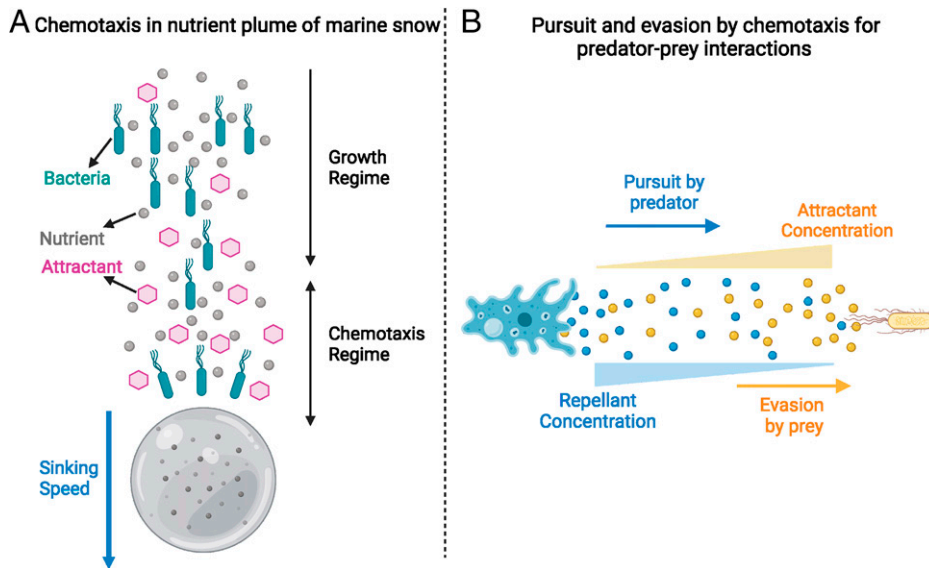 A Chemotaxis in nutrient plume of marine snow
Bacteria
Nutrient
Attractant
Growth
Regime
Chemotaxis
Regime
Sinking
Speed
B Pursuit and evasion by chemotaxis for
predator-prey interactions
Pursuit by
predator
Attractant
Concentration
Repellant
Concentration
Evasion
by prey